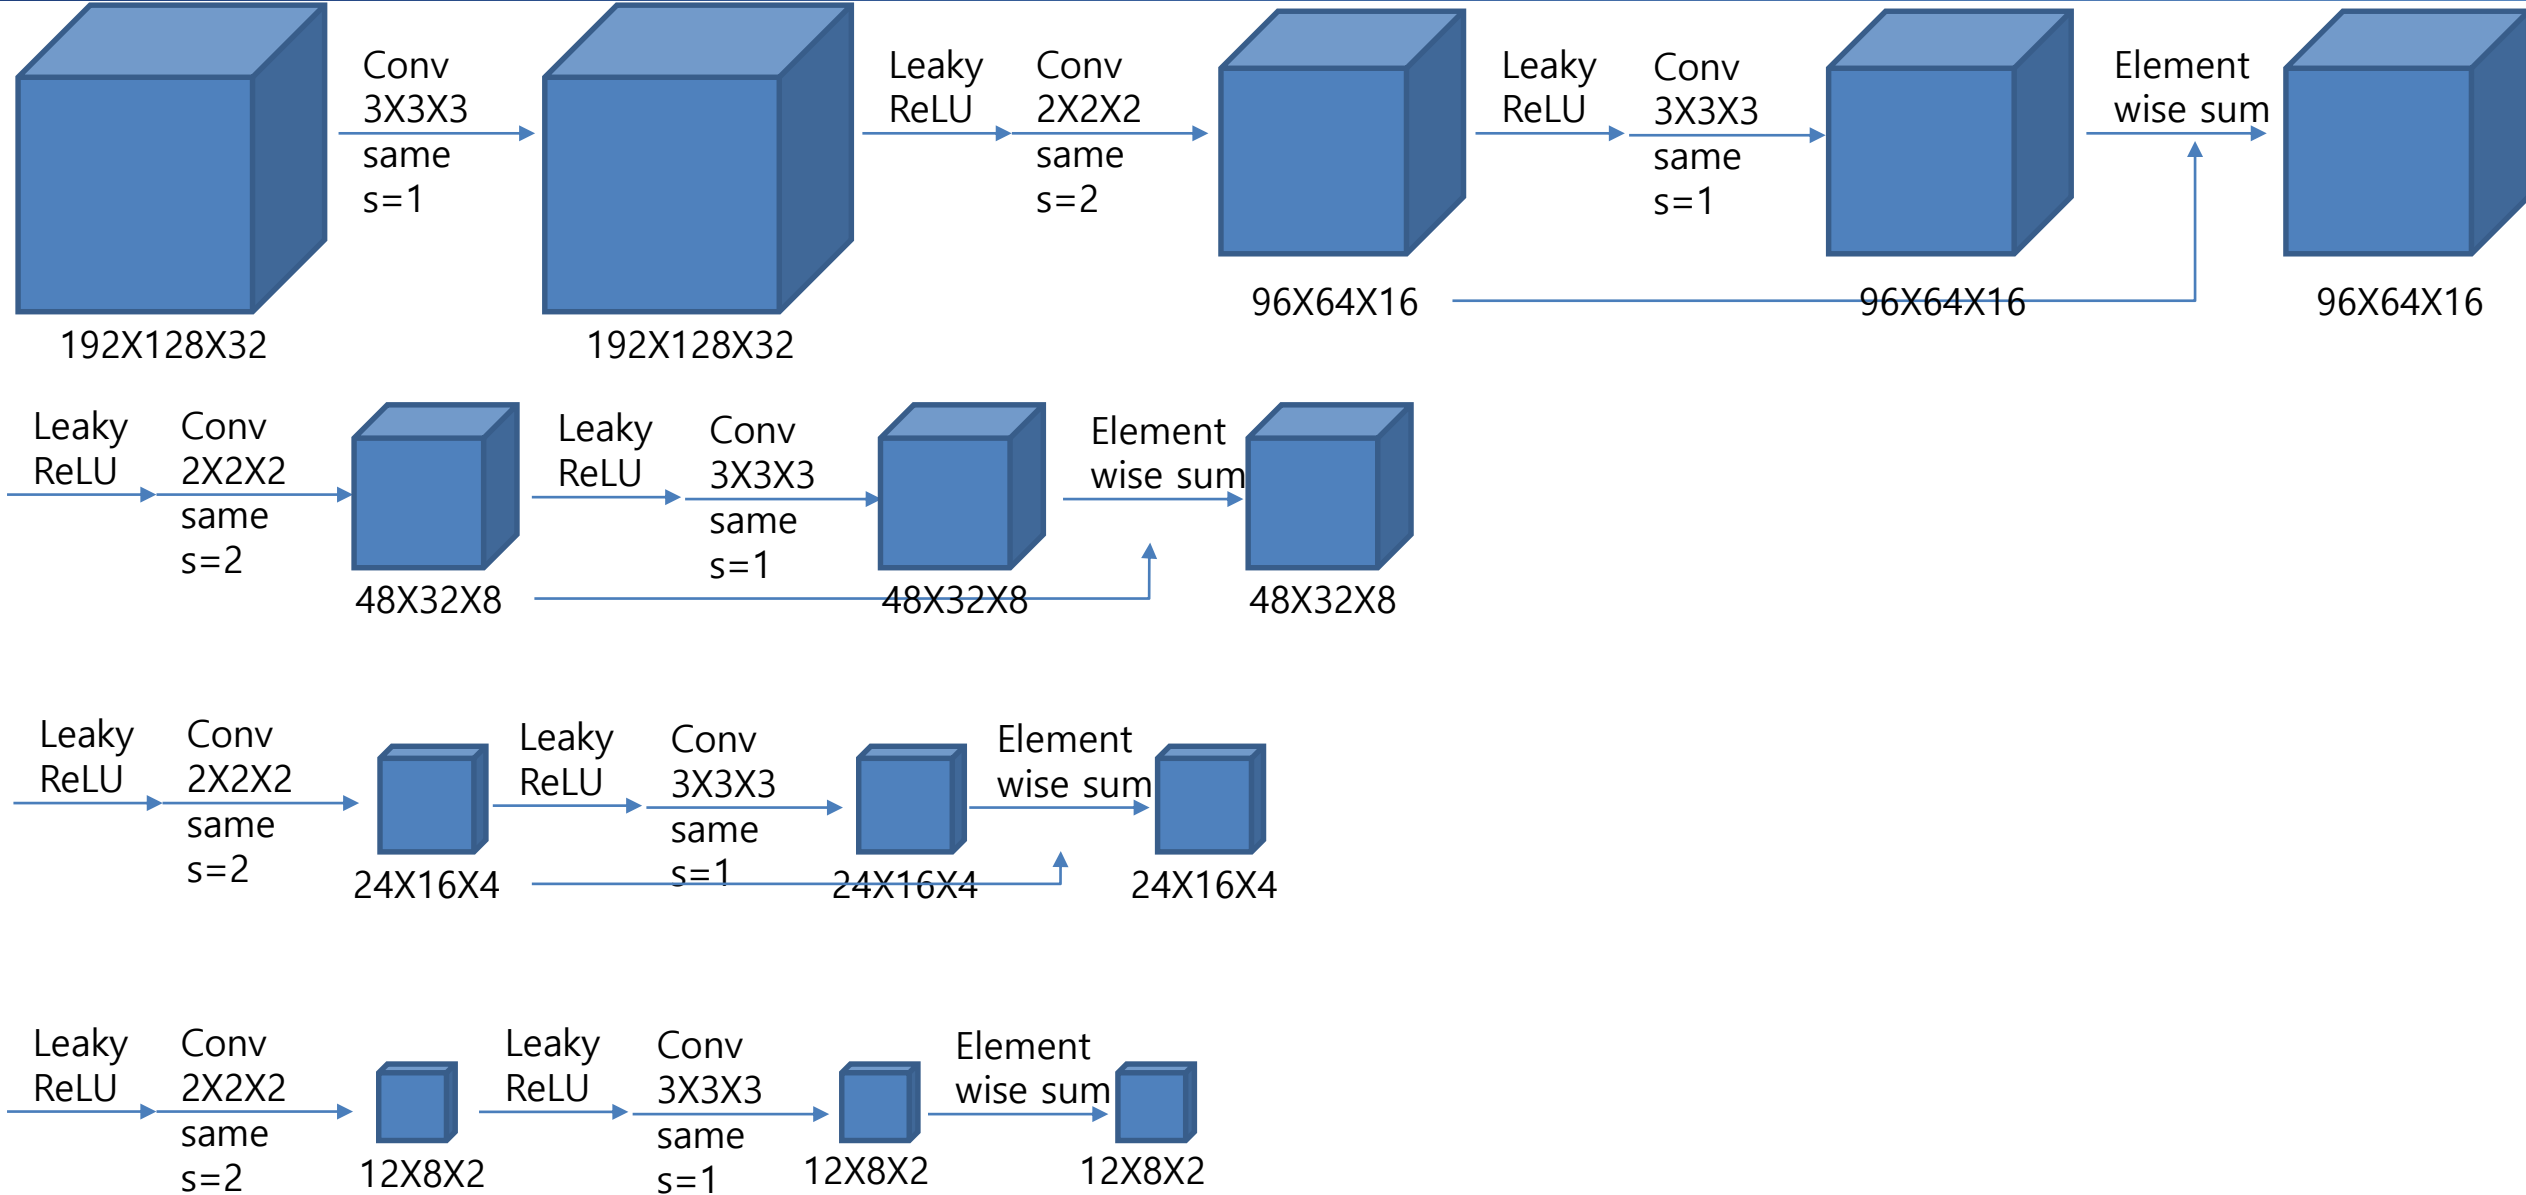 Conv
3X3X3
same
s=1
Leaky
ReLU
Conv
2X2X2
same
s=2
Leaky
ReLU
Conv
3X3X3
same
s=1
Element
wise sum
192X128X32
192X128X32
96X64X16
96X64X16
96X64X16
Leaky
ReLU
Conv
2X2X2
same
s=2
Leaky
ReLU
Conv
3X3X3
same
s=1
Element
wise sum
48X32X8
48X32X8
48X32X8
Leaky
ReLU
Conv
2X2X2
same
s=2
Leaky
ReLU
Conv
3X3X3
same
s=1
Element
wise sum
24X16X4
24X16X4
24X16X4
Leaky
ReLU
Conv
2X2X2
same
s=2
Leaky
ReLU
Conv
3X3X3
same
s=1
Element
wise sum
12X8X2
12X8X2
12X8X2